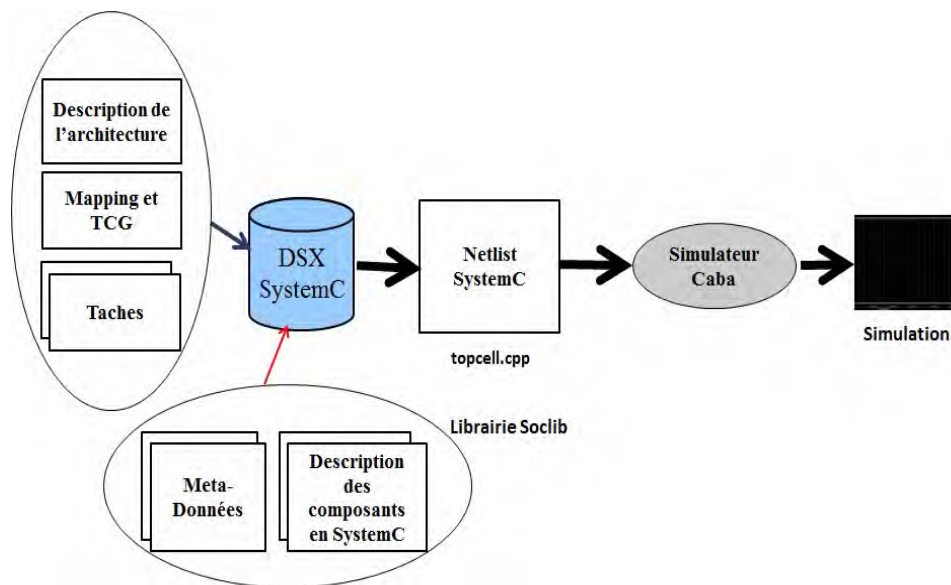 Description de
l'architecture
Mapping et
TCG
Taches
DSX
SystemC
Netlist
SystemC
topcell.cpp
Simulateur
Caba
Simulation
Librairie Soclib
Meta-
Données
Description
des
composants
en SystemC